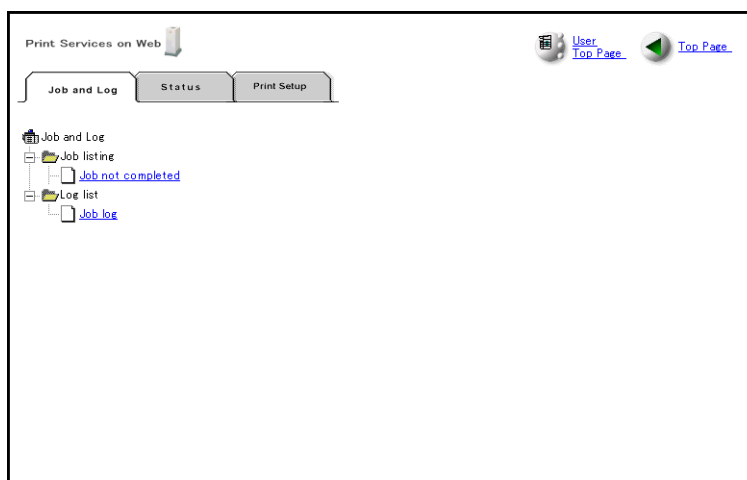 Print Services on Web
User
Top Page
Top Page
Job and Log
Status
Print Setup
Job and Log
Job listing
Job not completed
Log list
Job log